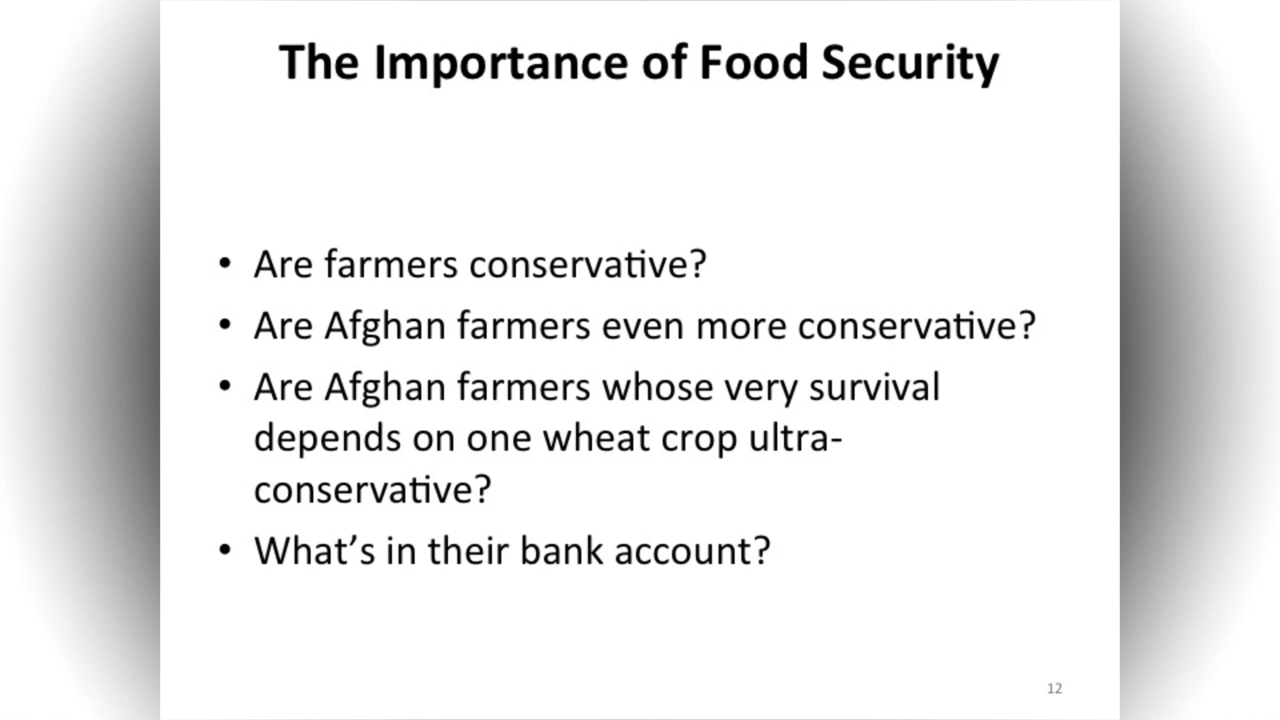 The Importance of Food Security
• Are farmers conservative?
• Are Afghan farmers even more conservative?
• Are Afghan farmers whose very survival
depends on one wheat crop ultra-
conservative?
• What’s in their bank account?
12